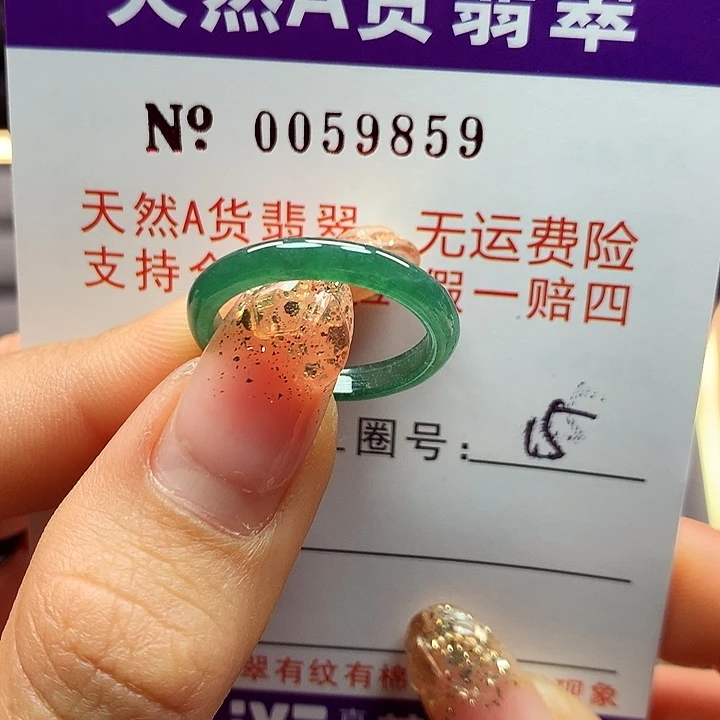 天然A货翡翠
Nº 0059859
天然A货翡翠 无运费险
支持 假一赔四
圈号:
翠有纹有棉 现象